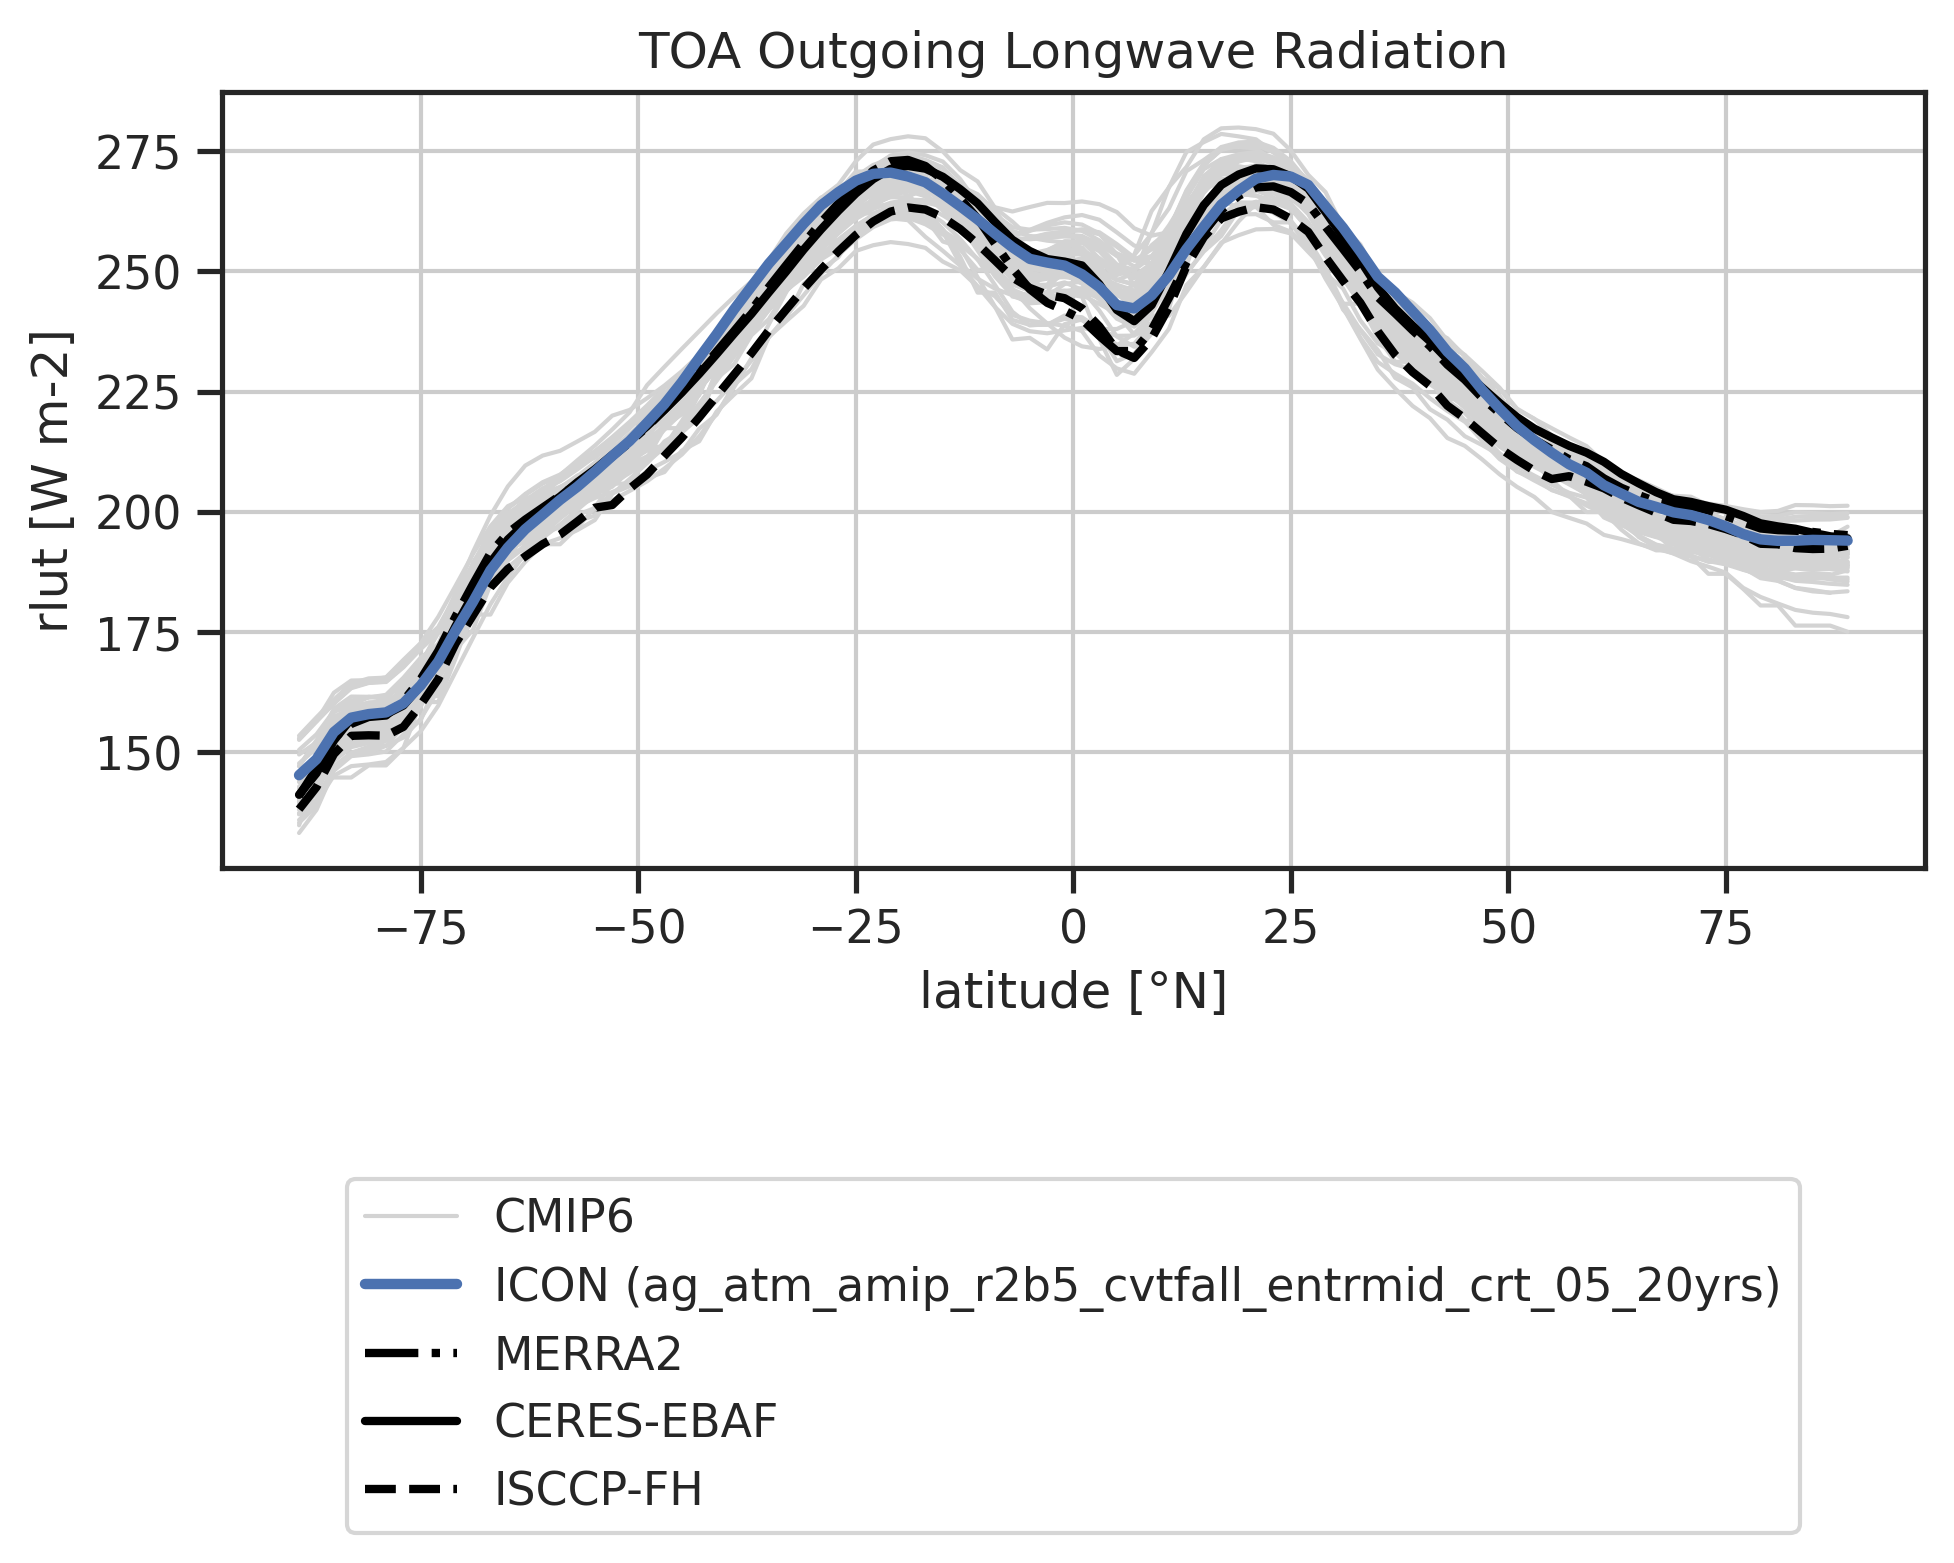 TOA Outgoing Longwave Radiation
275
250
225
200
175
150
rlut [W m-2]
−75
−50
−25
0
25
50
75
latitude [°N]
CMIP6
ICON (ag_atm_amip_r2b5_cvtfall_entrmid_crt_05_20yrs)
MERRA2
CERES-EBAF
ISCCP-FH